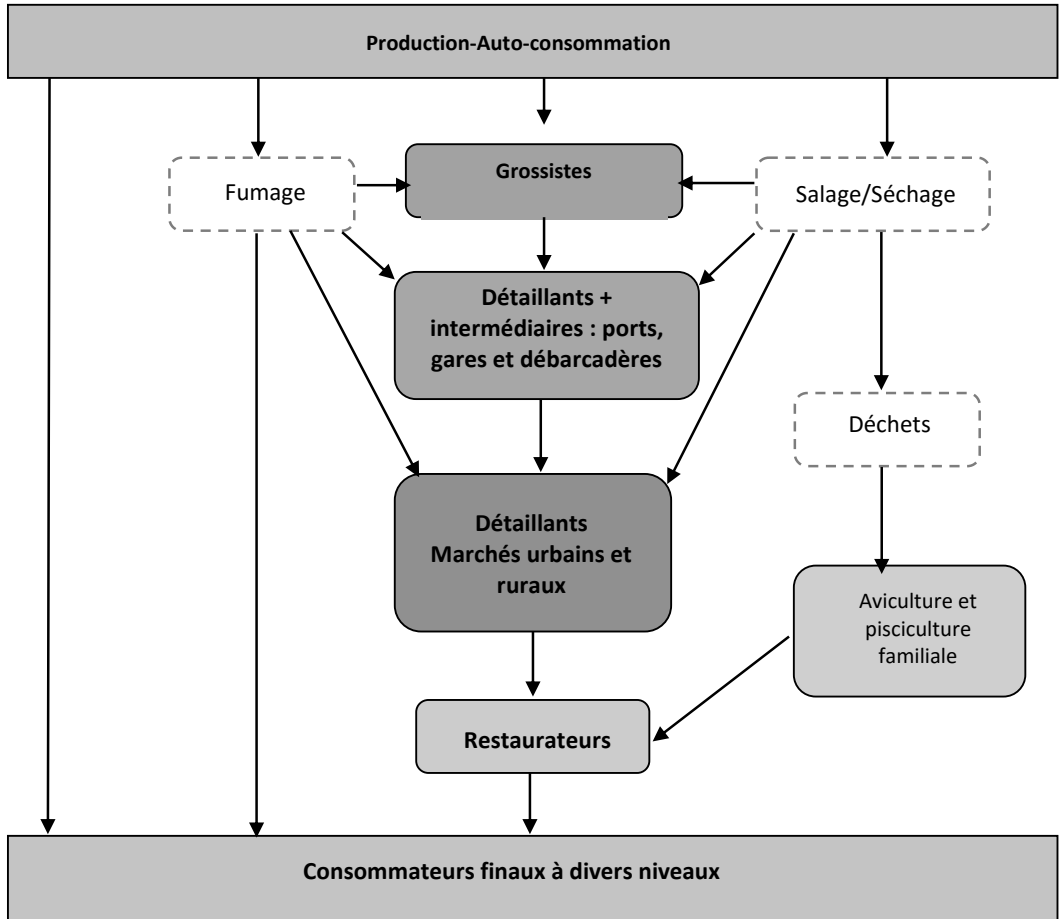 Production-Auto-consommation
Grossistes
Fumage
Salage/Séchage
Détaillants +
intermédiaires : ports,
gares et débarcadères
Déchets
Détaillants
Marchés urbains et
ruraux
Aviculture et
pisciculture
familiale
Restaurateurs
Consommateurs finaux à divers niveaux